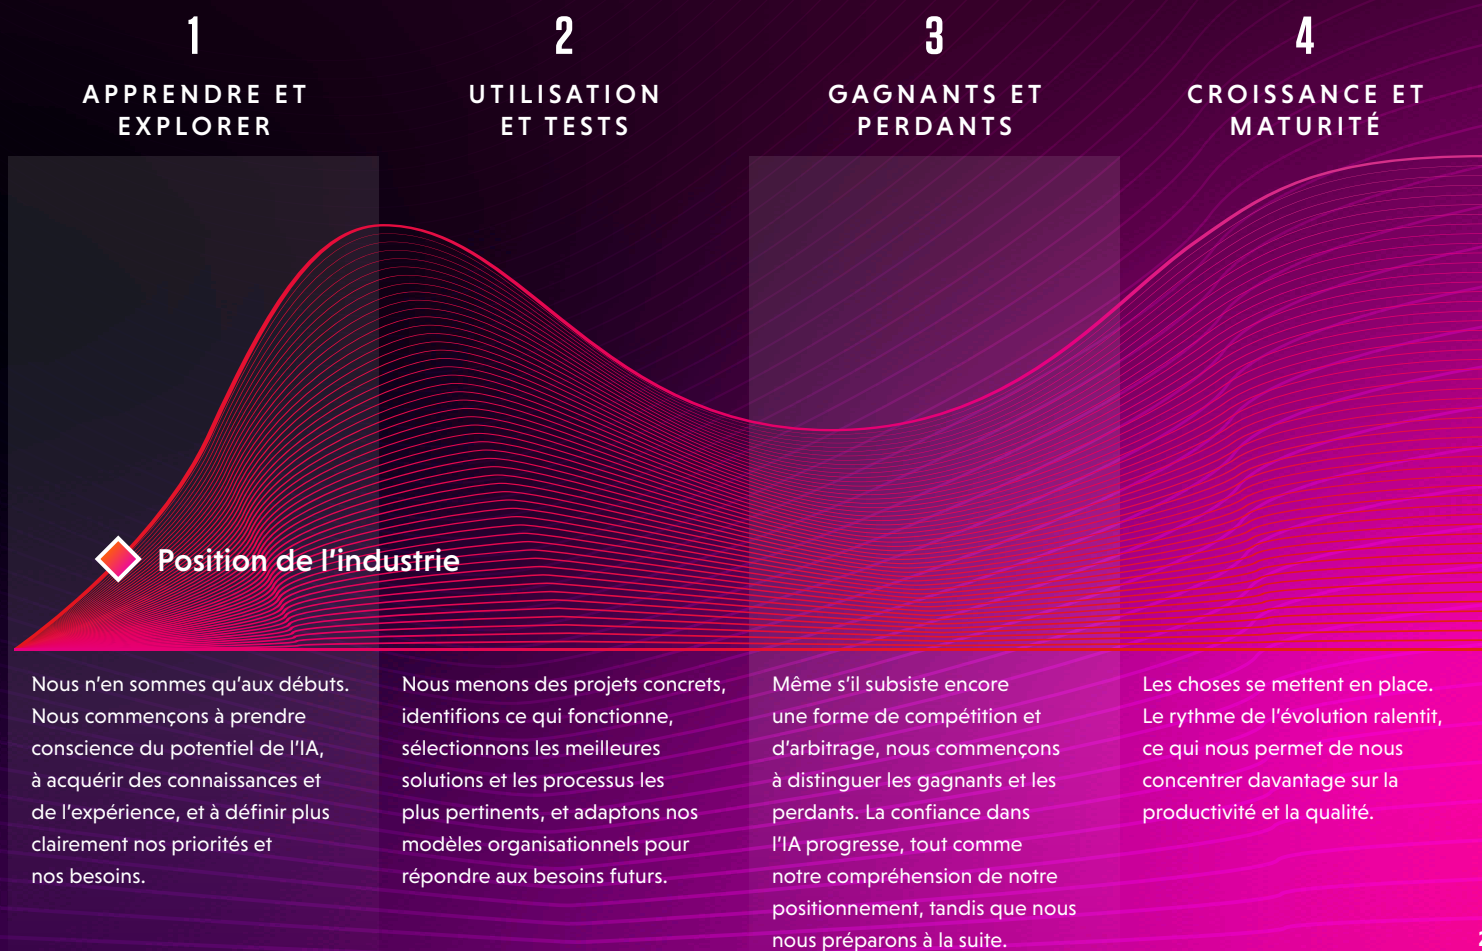 1
APPRENDRE ET
EXPLORER
2
UTILISATION
ET TESTS
3
GAGNANTS ET
PERDANTS
4
CROISSANCE ET
MATURITÉ
Position de l’industrie
Nous n’en sommes qu’aux débuts.
Nous commençons à prendre
conscience du potentiel de l’IA,
à acquérir des connaissances et
de l’expérience, et à définir plus
clairement nos priorités et
nos besoins.
Nous menons des projets concrets,
identifions ce qui fonctionne,
sélectionnons les meilleures
solutions et les processus les
plus pertinents, et adaptons nos
modèles organisationnels pour
répondre aux besoins futurs.
Même s’il subsiste encore
une forme de compétition et
d’arbitrage, nous commençons
à distinguer les gagnants et les
perdants. La confiance dans
l’IA progresse, tout comme
notre compréhension de notre
positionnement, tandis que nous
nous préparons à la suite.
Les choses se mettent en place.
Le rythme de l’évolution ralentit,
ce qui nous permet de nous
concentrer davantage sur la
productivité et la qualité.